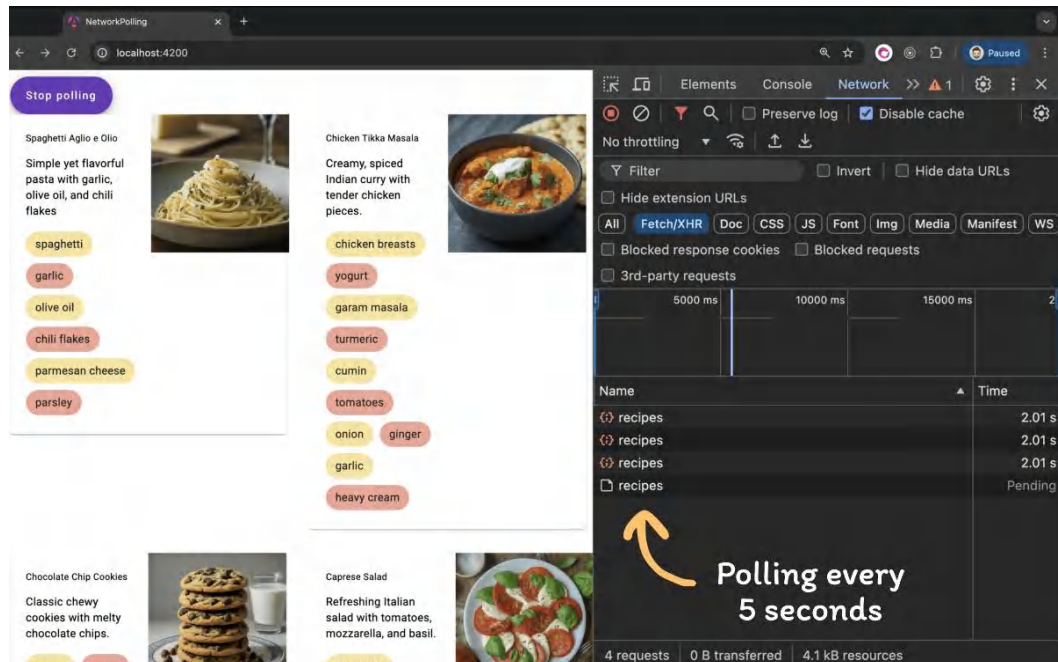 NetworkPolling
localhost:4200
Paused
Stop polling
Spaghetti Aglio e Olio
Simple yet flavorful
pasta with garlic,
olive oil, and chili
flakes
spaghetti
garlic
olive oil
chili flakes
parmesan cheese
parsley
Chicken Tikka Masala
Creamy, spiced
Indian curry with
tender chicken
pieces.
chicken breasts
yogurt
garam masala
turmeric
cumin
tomatoes
onion ginger
garlic
heavy cream
Chocolate Chip Cookies
Classic chewy
cookies with melty
chocolate chips.
Caprese Salad
Refreshing Italian
salad with tomatoes,
mozzarella, and basil.
Elements Console Network 1
Preserve log Disable cache
No throttling
Filter Invert Hide data URLs
Hide extension URLs
All Fetch/XHR Doc CSS JS Font Img Media Manifest WS
Blocked response cookies Blocked requests
3rd-party requests
5000 ms 10000 ms 15000 ms 2
Name Time
recipes 2.01 s
recipes 2.01 s
recipes 2.01 s
recipes Pending
Polling every
5 seconds
4 requests 0 B transferred 4.1 kB resources